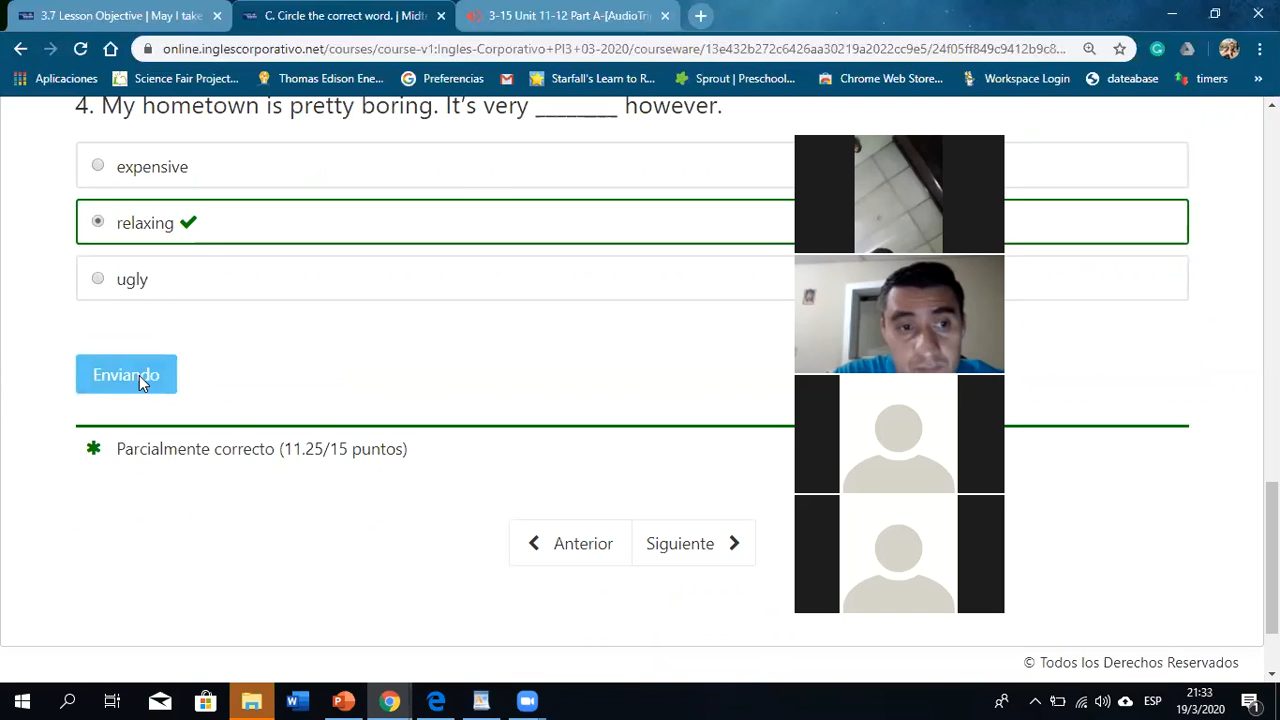 3.7 Lesson Objective | May I take
C. Circle the correct word. | Midt
3-15 Unit 11-12 Part A-[AudioTri
online.inglescorporativo.net/courses/course-v1:Ingles-Corporativo+PI3+03-2020/courseware/13e432b272c6426aa30219a2022cc9e5/24f05ff849c9412b9c8...
Aplicaciones Science Fair Project... Thomas Edison Ene... Preferencias Starfall's Learn to R... Sprout | Preschool... Chrome Web Store... Workspace Login dateabase timers »
4. My hometown is pretty boring. It's very ________ however.
expensive
relaxing
ugly
Enviando
Parcialmente correcto (11.25/15 puntos)
Anterior Siguiente
© Todos los Derechos Reservados
ESP
21:33
19/3/2020